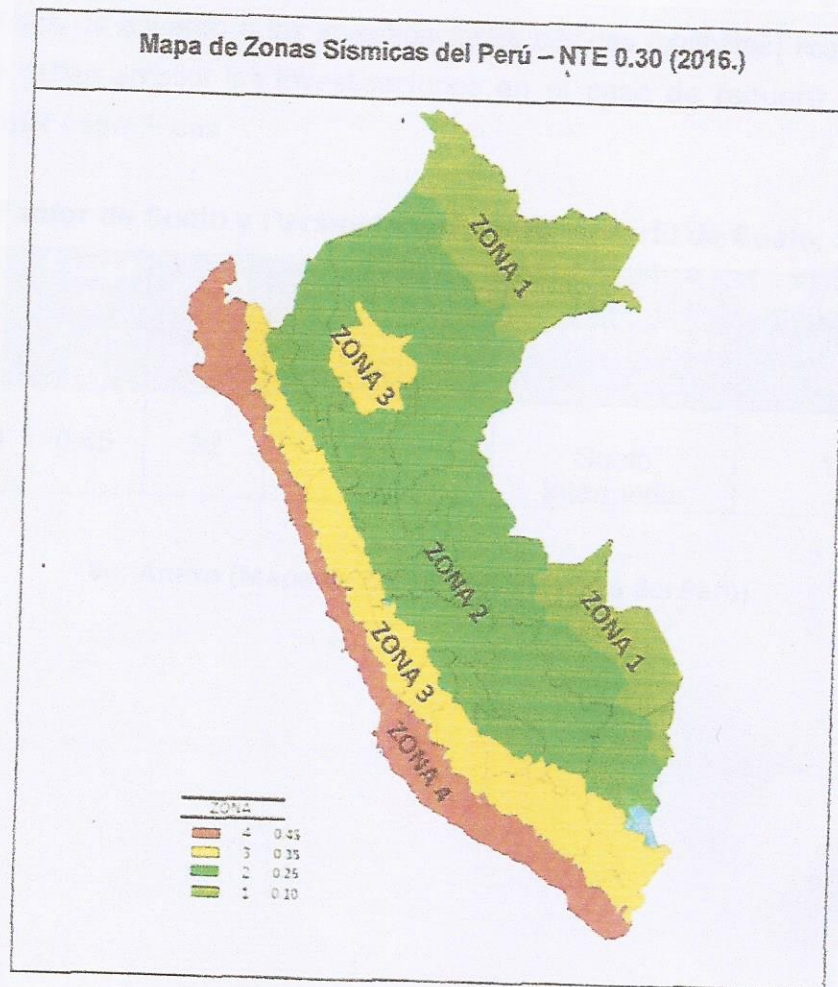 Mapa de Zonas Sísmicas del Perú – NTE 0.30 (2016.)
ZONA 1
ZONA 3
ZONA 2
ZONA 1
ZONA 3
ZONA 4
ZONA
4 0.45
3 0.35
2 0.25
1 0.10